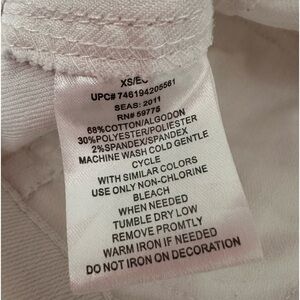 XS/EC
UPC# 746194205561
SEAS: 2011
RN# 59775
68%COTTON/ALGODON
30%POLYESTER/POLIESTER
2%SPANDEX/SPANDEX
MACHINE WASH COLD GENTLE
CYCLE
WITH SIMILAR COLORS
USE ONLY NON-CHLORINE
BLEACH
WHEN NEEDED
TUMBLE DRY LOW
REMOVE PROMTLY
WARM IRON IF NEEDED
DO NOT IRON ON DECORATION